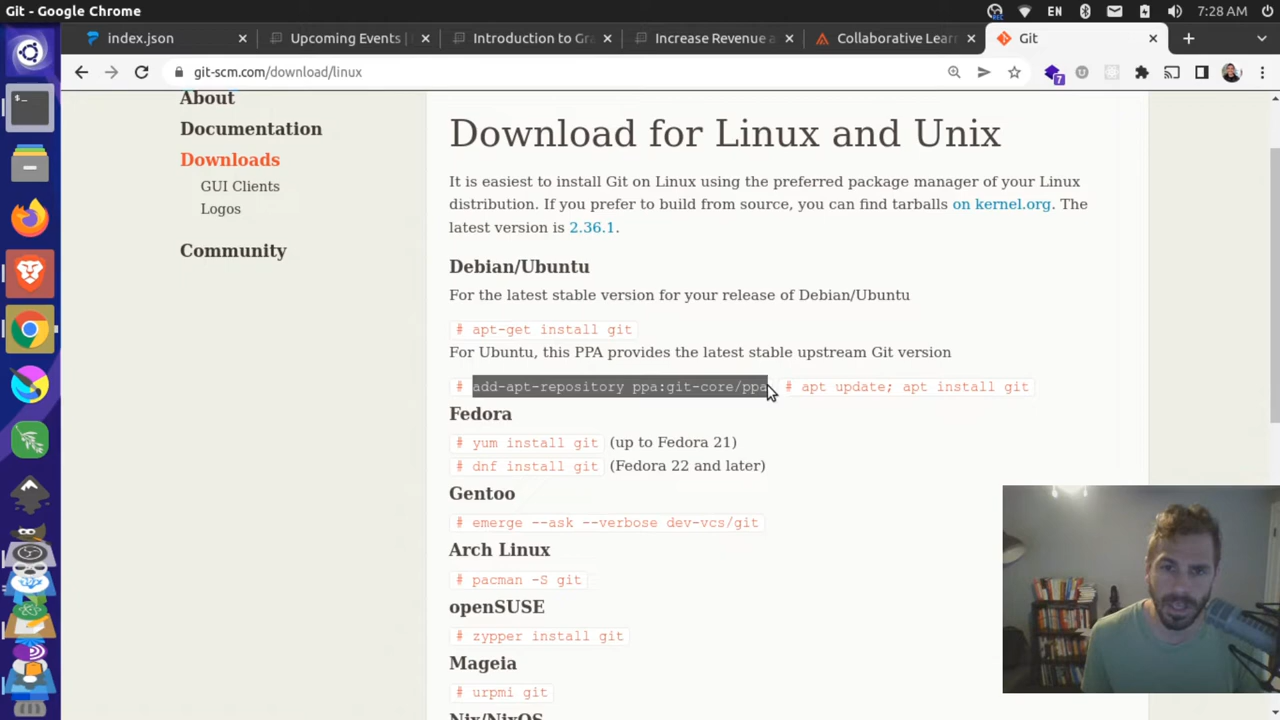 Git - Google Chrome
EN
7:28 AM
index.json
Upcoming Events |
Introduction to Gra
Increase Revenue a
Collaborative Learn
Git
git-scm.com/download/linux
7
About
Documentation
Downloads
GUI Clients
Logos
Community
Download for Linux and Unix
It is easiest to install Git on Linux using the preferred package manager of your Linux
distribution. If you prefer to build from source, you can find tarballs on kernel.org. The
latest version is 2.36.1.
Debian/Ubuntu
For the latest stable version for your release of Debian/Ubuntu
# apt-get install git
For Ubuntu, this PPA provides the latest stable upstream Git version
# add-apt-repository ppa:git-core/ppa # apt update; apt install git
Fedora
# yum install git (up to Fedora 21)
# dnf install git (Fedora 22 and later)
Gentoo
# emerge --ask --verbose dev-vcs/git
Arch Linux
# pacman -S git
openSUSE
# zypper install git
Mageia
# urpmi git
Nix/NixOS